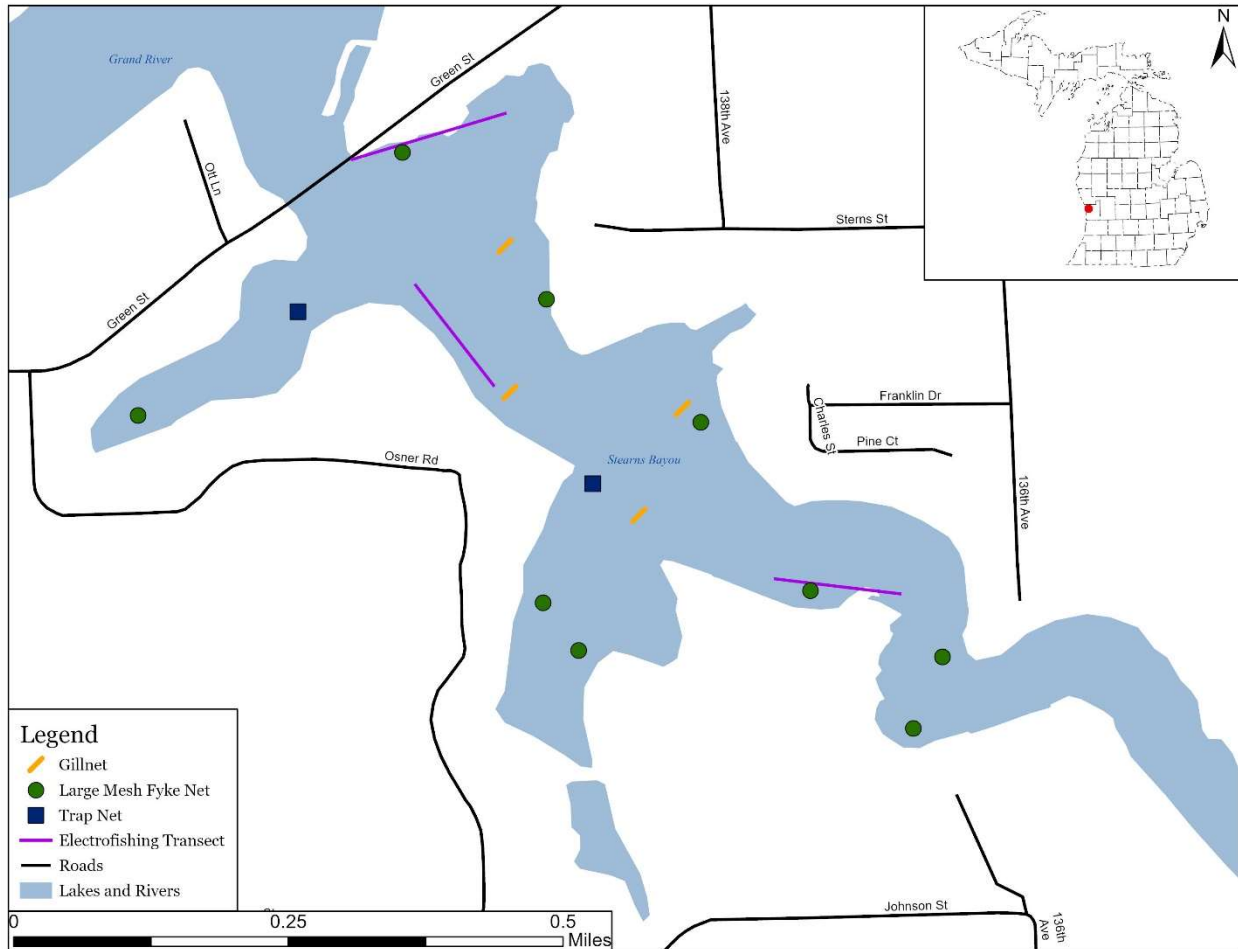 Grand River
Green St
138th Ave
N
Ott Ln
Sterns St
Green St
Franklin Dr
Charles St
Pine Ct
Osner Rd
Stearns Bayou
136th Ave
Legend
Gillnet
Large Mesh Fyke Net
Trap Net
Electrofishing Transect
Roads
Lakes and Rivers
Johnson St
136th
Ave
0
0.25
0.5
Miles